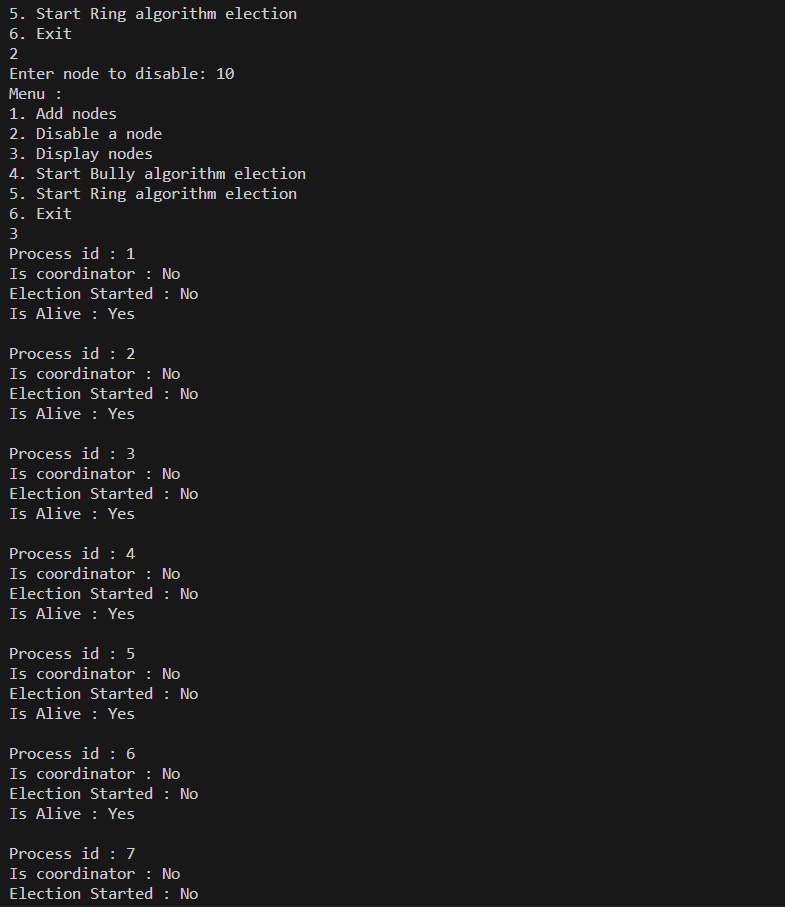 5. Start Ring algorithm election
6. Exit
2
Enter node to disable: 10
Menu :
1. Add nodes
2. Disable a node
3. Display nodes
4. Start Bully algorithm election
5. Start Ring algorithm election
6. Exit
3
Process id : 1
Is coordinator : No
Election Started : No
Is Alive : Yes

Process id : 2
Is coordinator : No
Election Started : No
Is Alive : Yes

Process id : 3
Is coordinator : No
Election Started : No
Is Alive : Yes

Process id : 4
Is coordinator : No
Election Started : No
Is Alive : Yes

Process id : 5
Is coordinator : No
Election Started : No
Is Alive : Yes

Process id : 6
Is coordinator : No
Election Started : No
Is Alive : Yes

Process id : 7
Is coordinator : No
Election Started : No